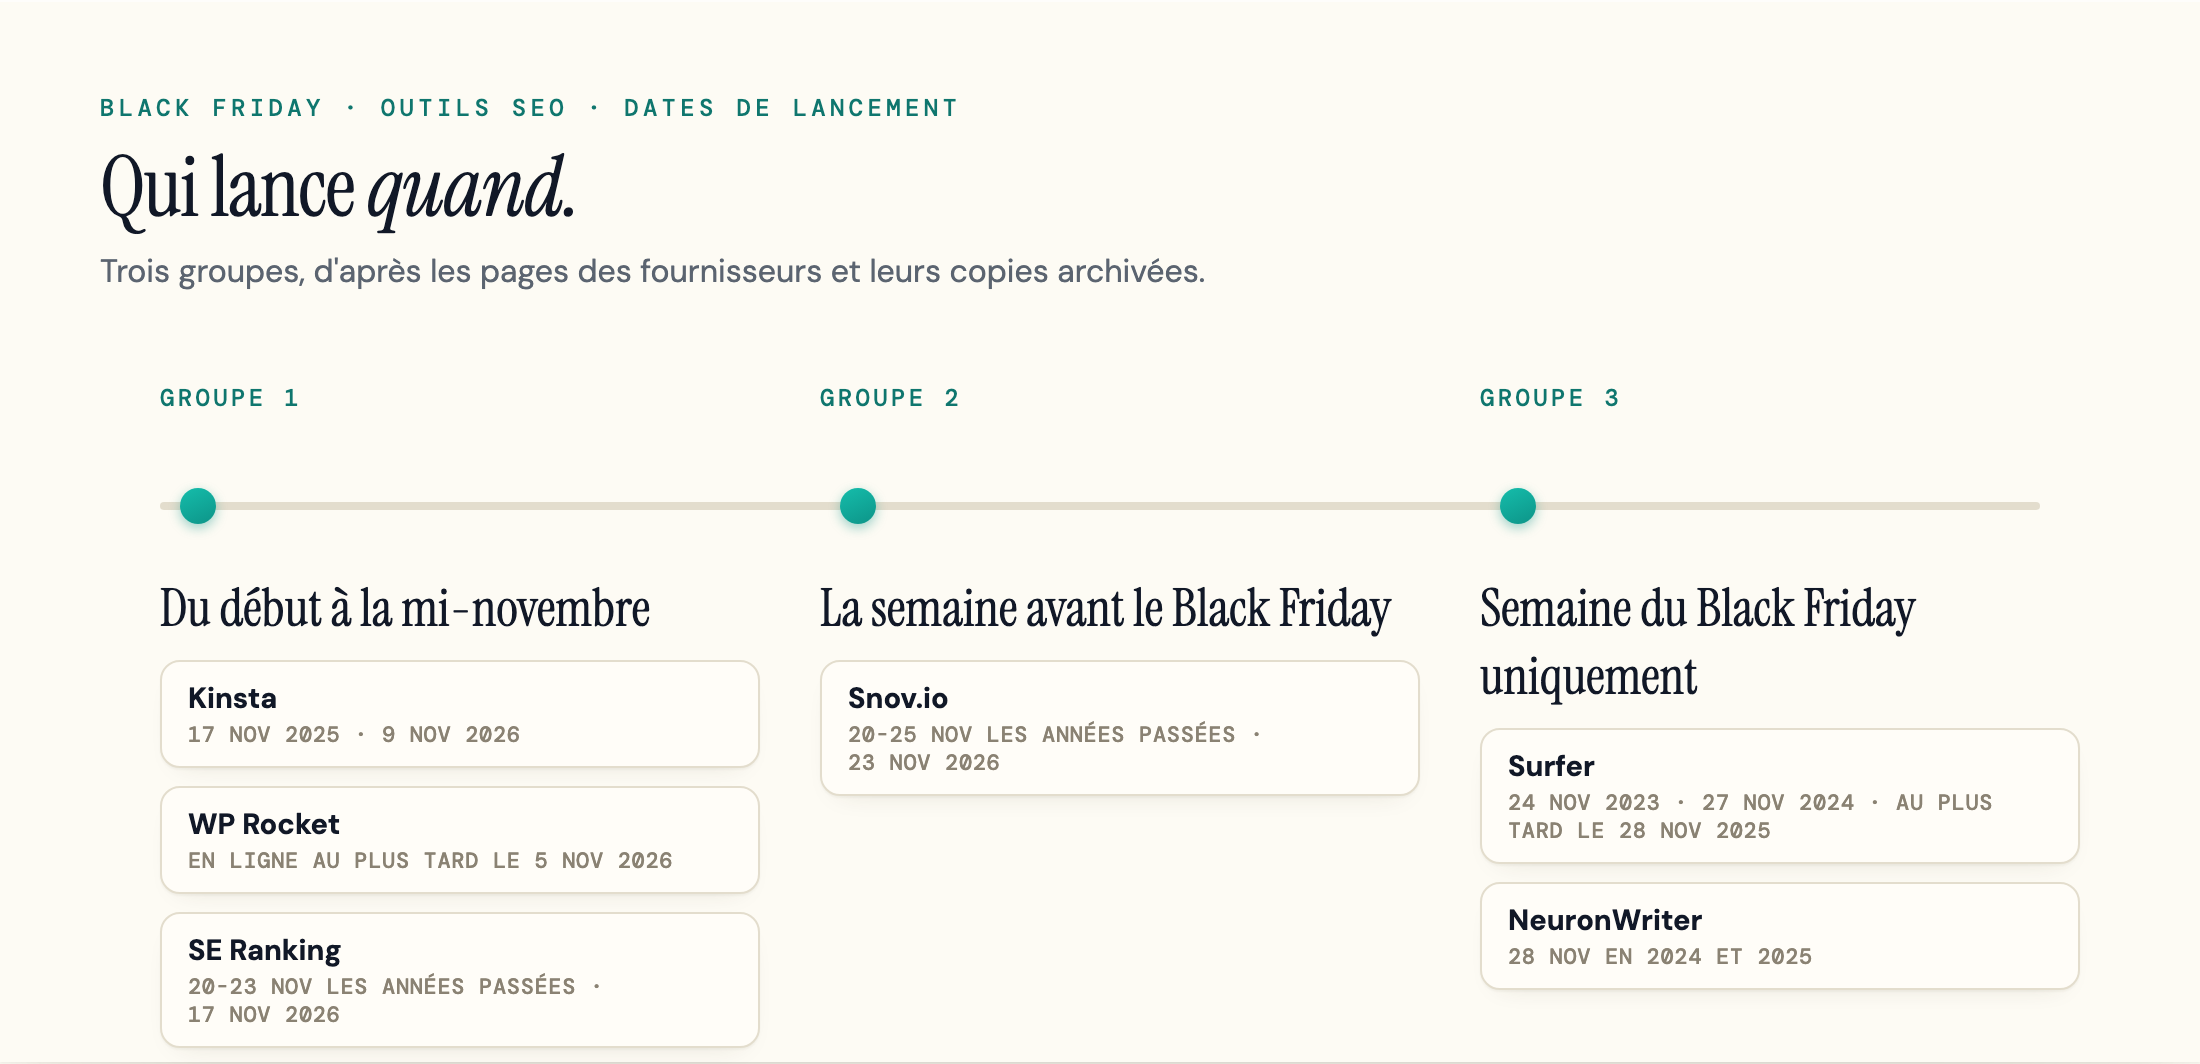 BLACK FRIDAY · OUTILS SEO · DATES DE LANCEMENT
Qui lance quand.
Trois groupes, d'après les pages des fournisseurs et leurs copies archivées.
GROUPE 1
Du début à la mi-novembre
Kinsta
17 NOV 2025 · 9 NOV 2026
WP Rocket
EN LIGNE AU PLUS TARD LE 5 NOV 2026
SE Ranking
20-23 NOV LES ANNÉES PASSÉES ·
17 NOV 2026
GROUPE 2
La semaine avant le Black Friday
Snov.io
20-25 NOV LES ANNÉES PASSÉES ·
23 NOV 2026
GROUPE 3
Semaine du Black Friday
uniquement
Surfer
24 NOV 2023 · 27 NOV 2024 · AU PLUS
TARD LE 28 NOV 2025
NeuronWriter
28 NOV EN 2024 ET 2025